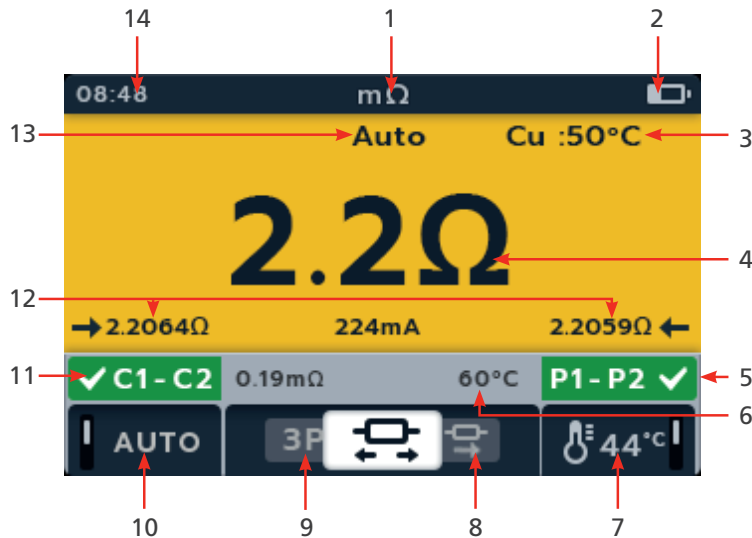 14 1 2
08:48 mΩ
13 Auto Cu :50°C 3
2.2Ω 4
12
→2.2064Ω 224mA 2.2059Ω←
11 ✓ C1-C2 0.19mΩ 60°C P1-P2 ✓ 5
6
AUTO 3P 44°C
10 9 8 7